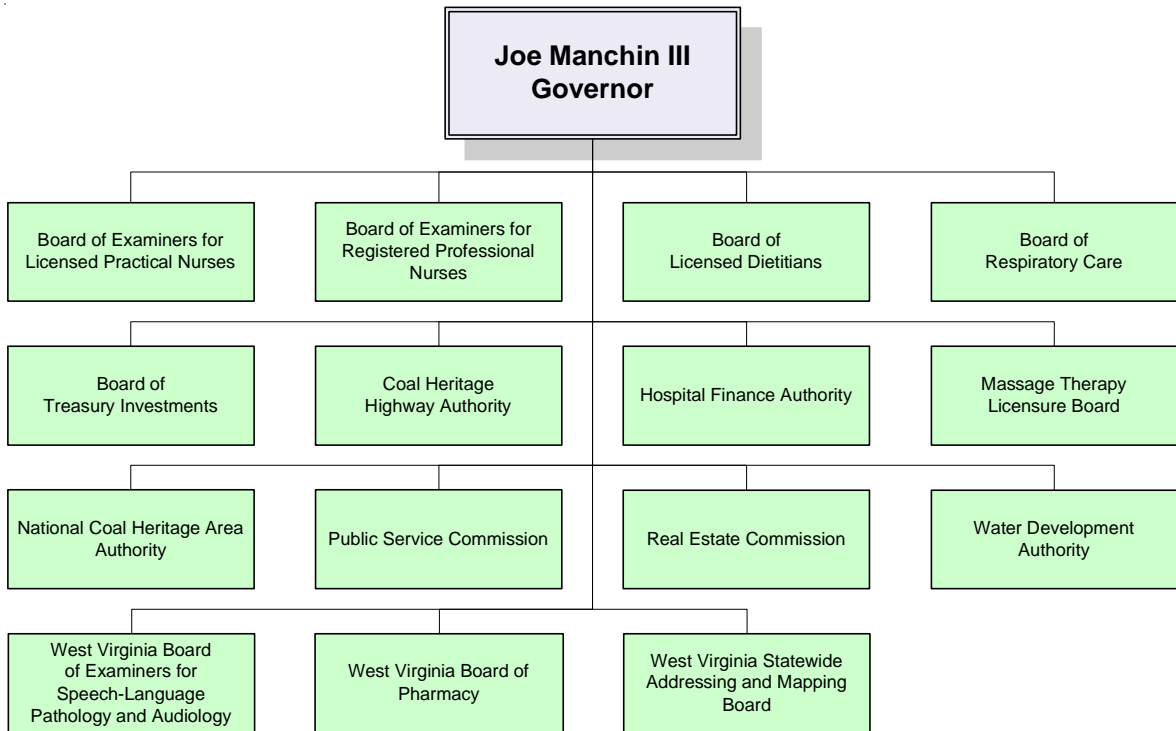 Joe Manchin III
Governor
Board of Examiners for
Licensed Practical Nurses
Board of Examiners for
Registered Professional
Nurses
Board of
Licensed Dietitians
Board of
Respiratory Care
Board of
Treasury Investments
Coal Heritage
Highway Authority
Hospital Finance Authority
Massage Therapy
Licensure Board
National Coal Heritage Area
Authority
Public Service Commission
Real Estate Commission
Water Development
Authority
West Virginia Board
of Examiners for
Speech-Language
Pathology and Audiology
West Virginia Board of
Pharmacy
West Virginia Statewide
Addressing and Mapping
Board